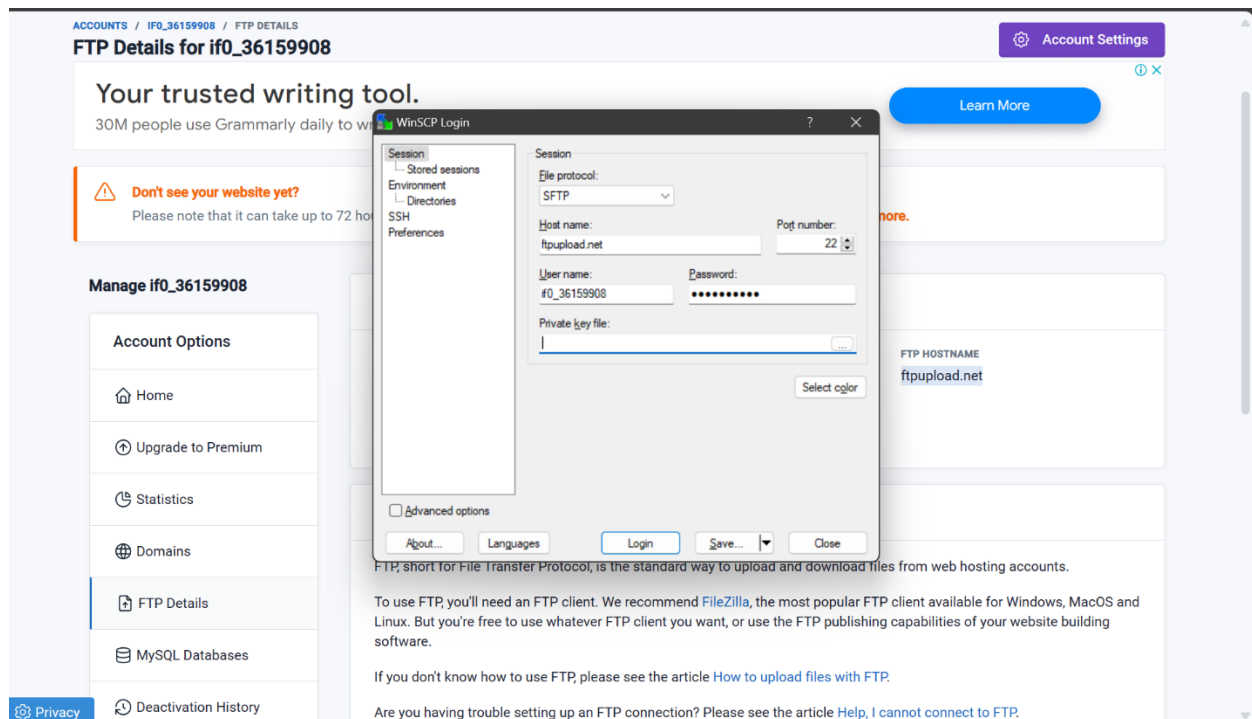 ACCOUNTS / IF0_36159908 / FTP DETAILS
FTP Details for if0_36159908
Account Settings
Your trusted writing tool.
30M people use Grammarly daily to
Learn More
Don't see your website yet?
Please note that it can take up to 72
more.
Manage if0_36159908
Account Options
Home
Upgrade to Premium
Statistics
Domains
FTP Details
MySQL Databases
Deactivation History
Privacy
WinSCP Login
? ×
Session
Stored sessions
Environment
Directories
SSH
Preferences
Session
File protocol:
SFTP
Host name: Port number:
ftpupload.net 22
User name: Password:
if0_36159908 ••••••••••
Private key file:
...
Select color
Advanced options
About... Languages Login Save... Close
FTP HOSTNAME
ftpupload.net
FTP, short for File Transfer Protocol, is the standard way to upload and download files from web hosting accounts.
To use FTP, you'll need an FTP client. We recommend FileZilla, the most popular FTP client available for Windows, MacOS and
Linux. But you're free to use whatever FTP client you want, or use the FTP publishing capabilities of your website building
software.
If you don't know how to use FTP, please see the article How to upload files with FTP.
Are you having trouble setting up an FTP connection? Please see the article Help, I cannot connect to FTP.